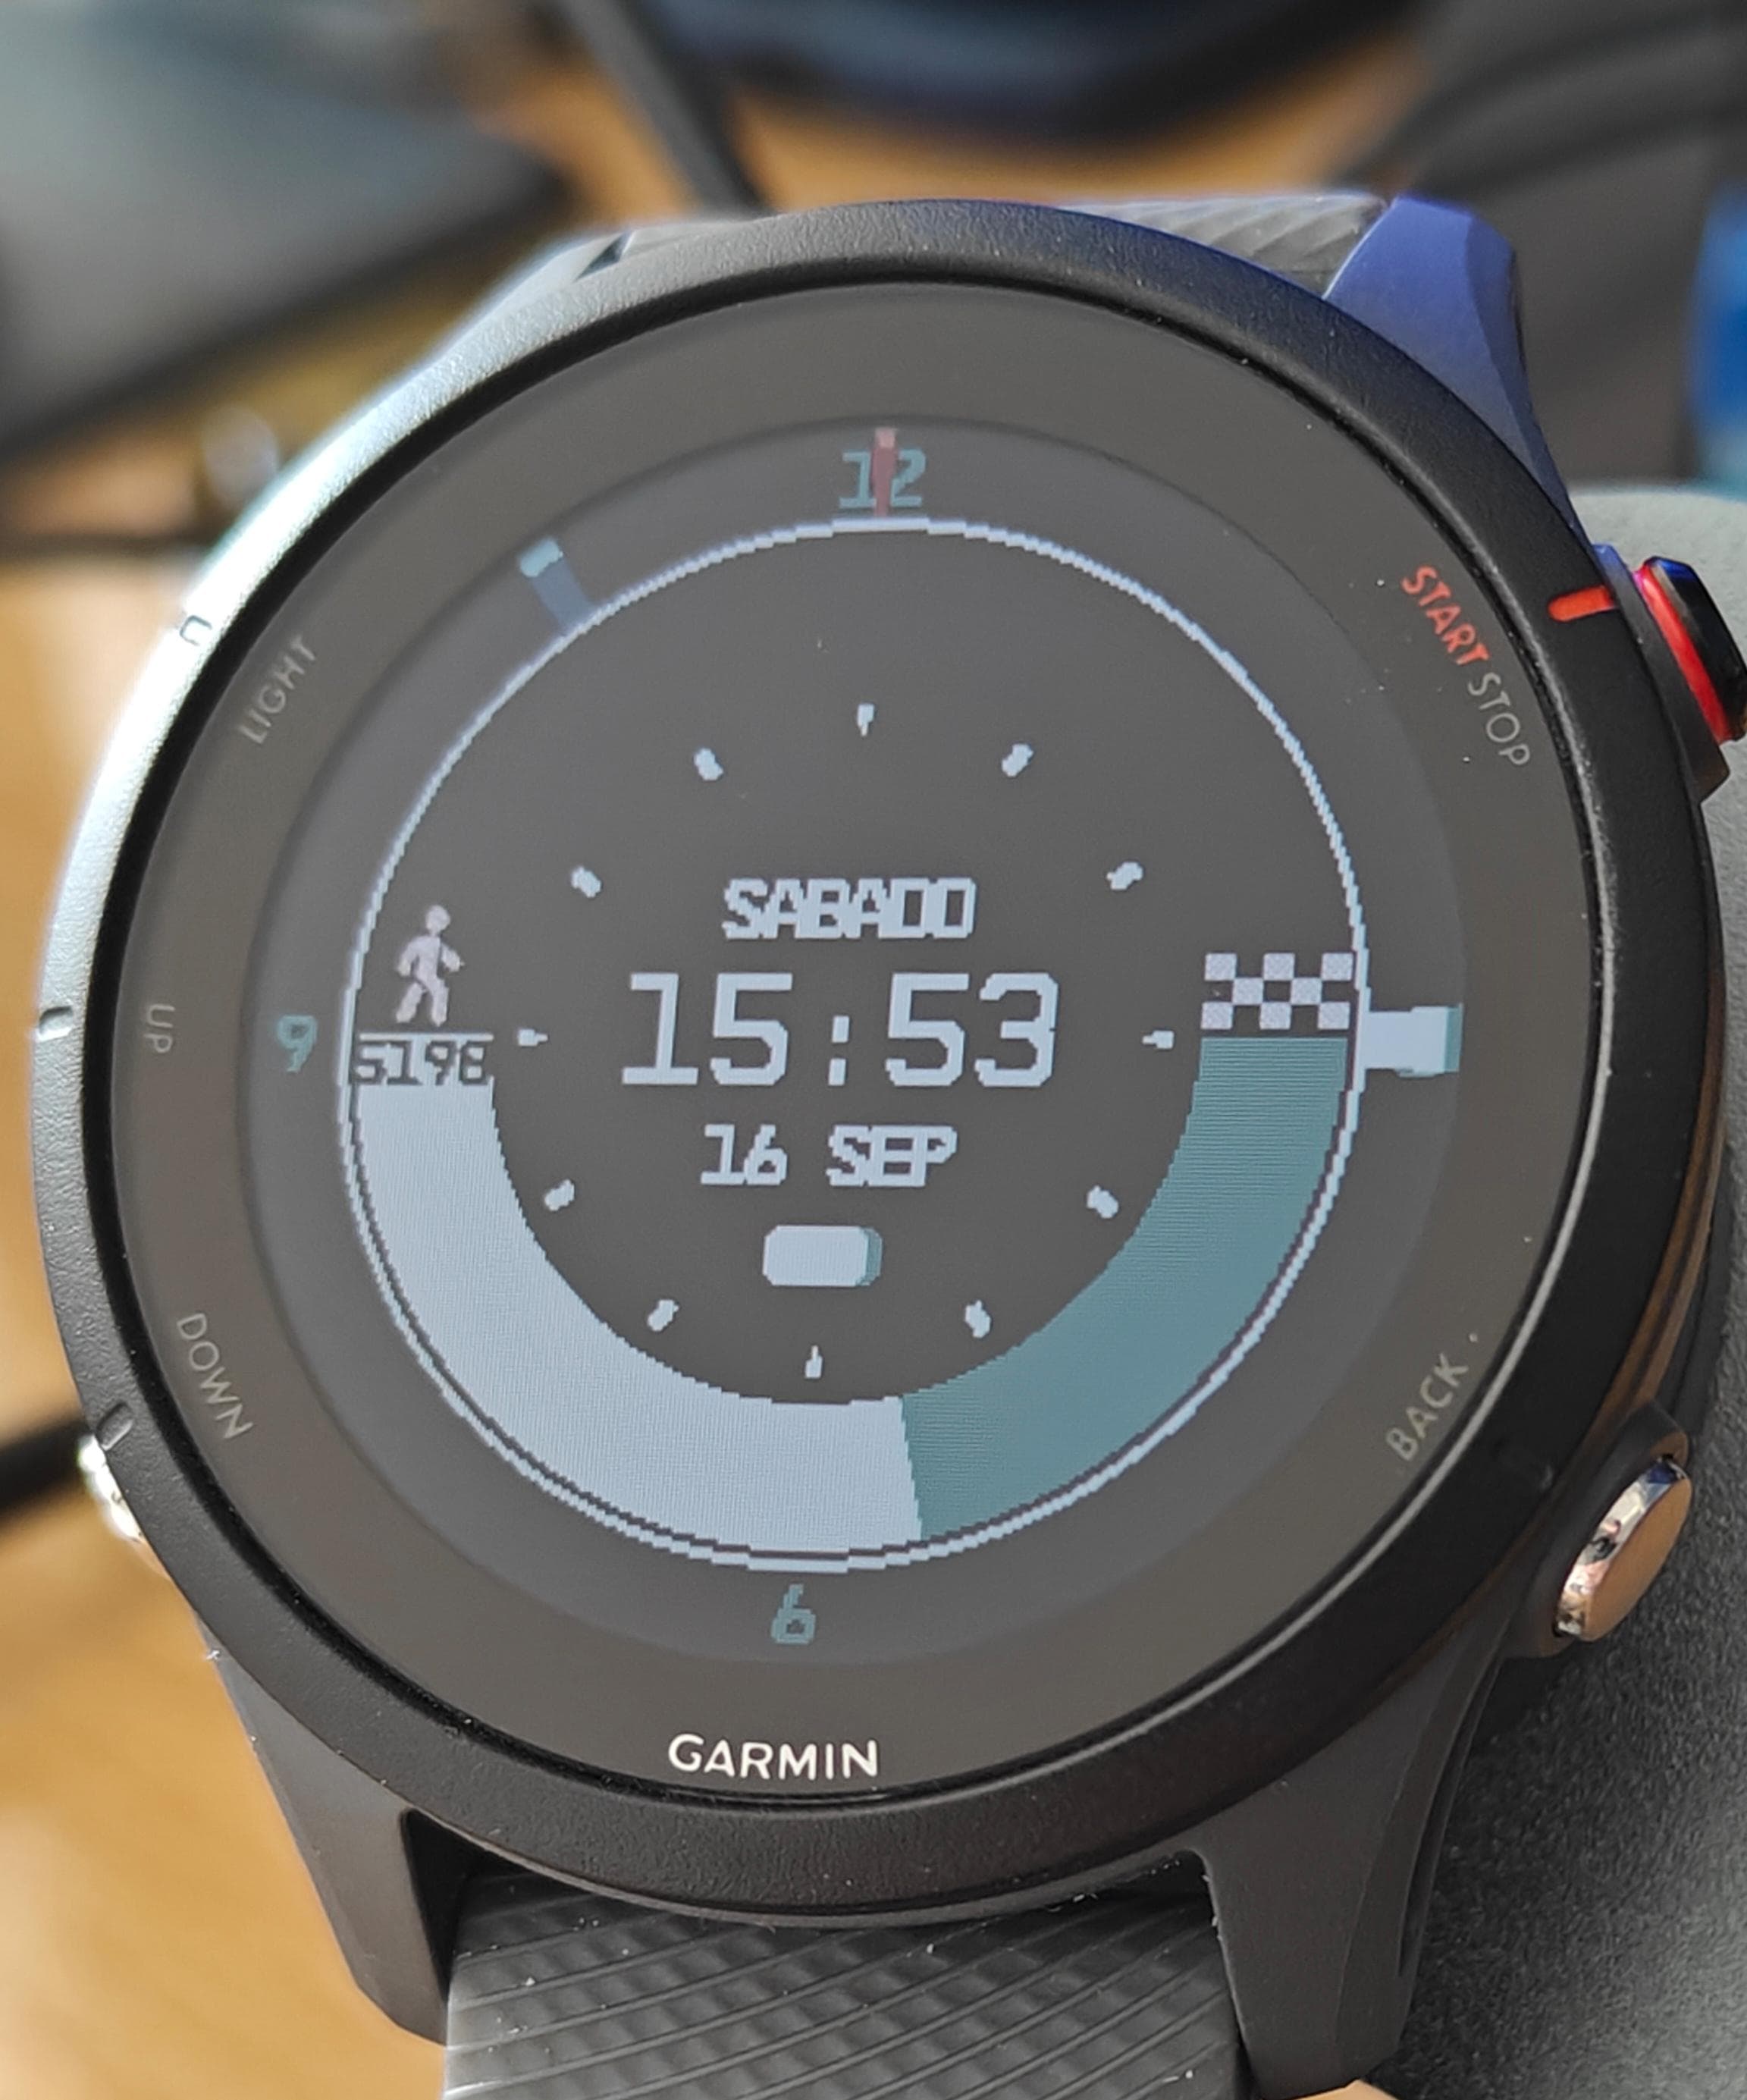 12
START STOP
LIGHT
SABADO
15:53
UP
9
5198
16 SEP
DOWN
BACK
6
GARMIN